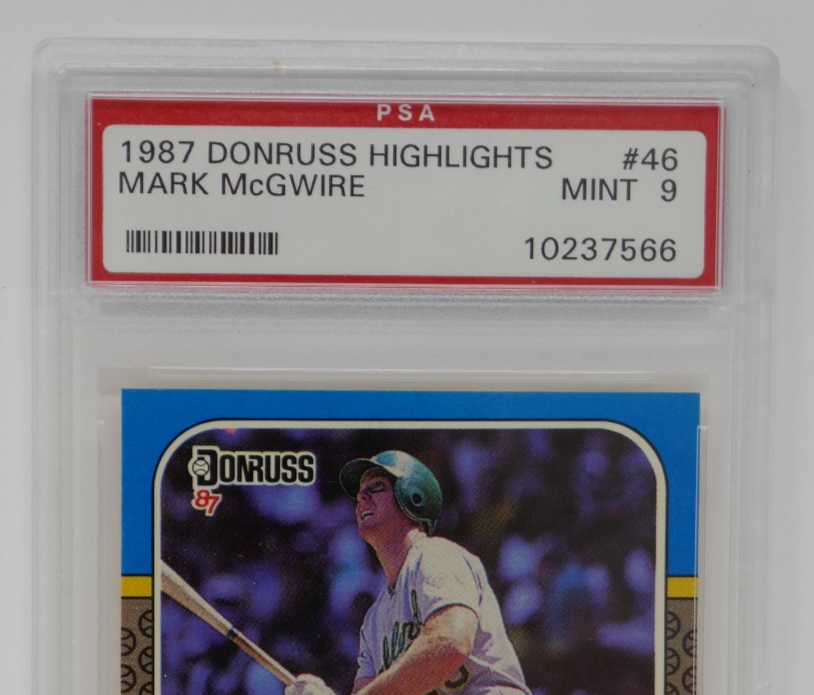 PSA
1987 DONRUSS HIGHLIGHTS #46
MARK McGWIRE MINT 9
10237566
DONRUSS
87